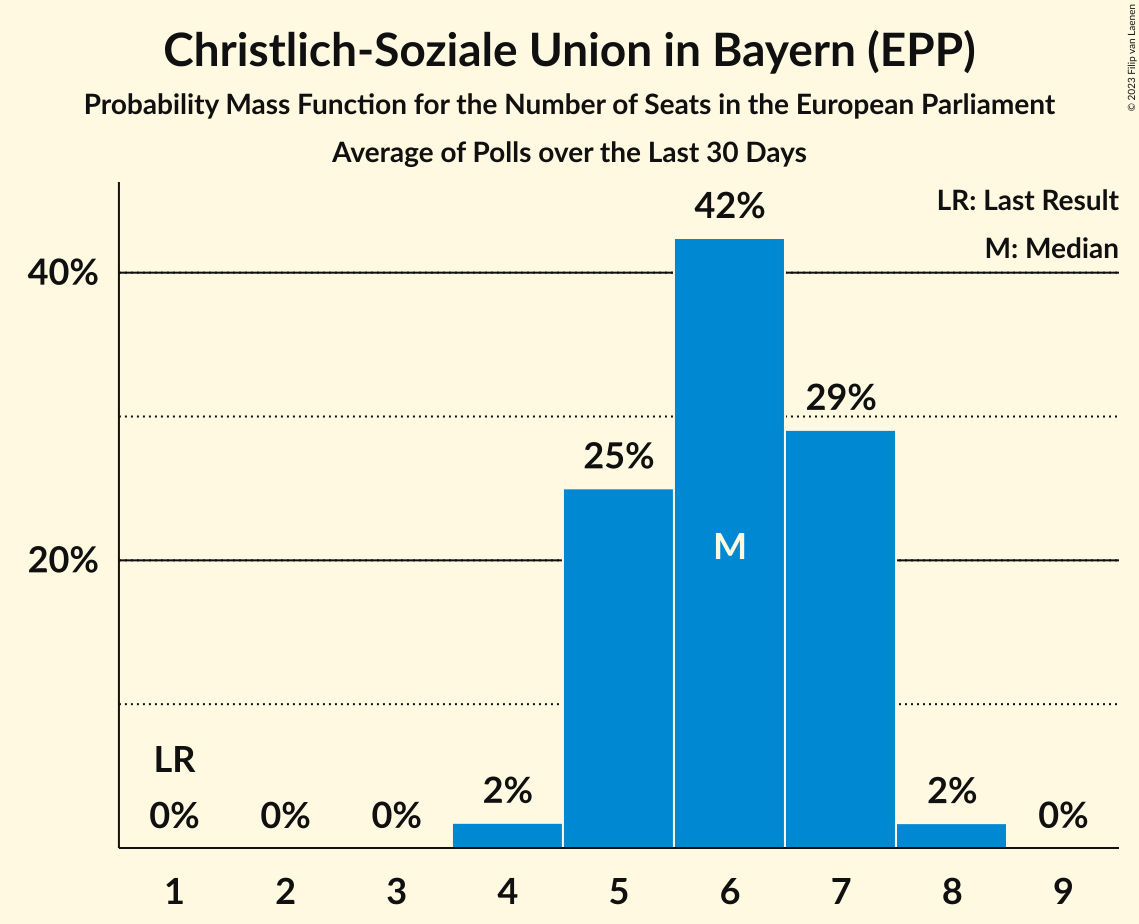 Christlich-Soziale Union in Bayern (EPP)
Probability Mass Function for the Number of Seats in the European Parliament
Average of Polls over the Last 30 Days
© 2023 Filip van Laenen
LR: Last Result
M: Median
40%
20%
LR
0%
0%
0%
2%
25%
42%
M
29%
2%
0%
1 2 3 4 5 6 7 8 9